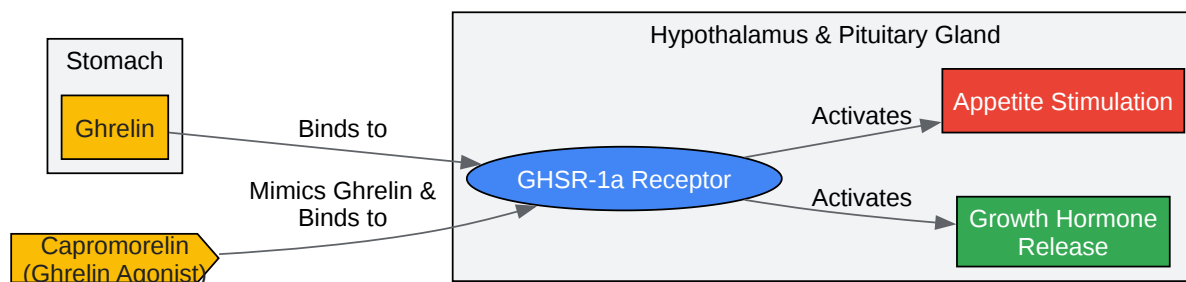 Hypothalamus & Pituitary Gland
Stomach
Ghrelin
Binds to
Mimics Ghrelin &
Binds to
Capromorelin
(Ghrelin Agonist)
GHSR-1a Receptor
Activates
Appetite Stimulation
Activates
Growth Hormone
Release